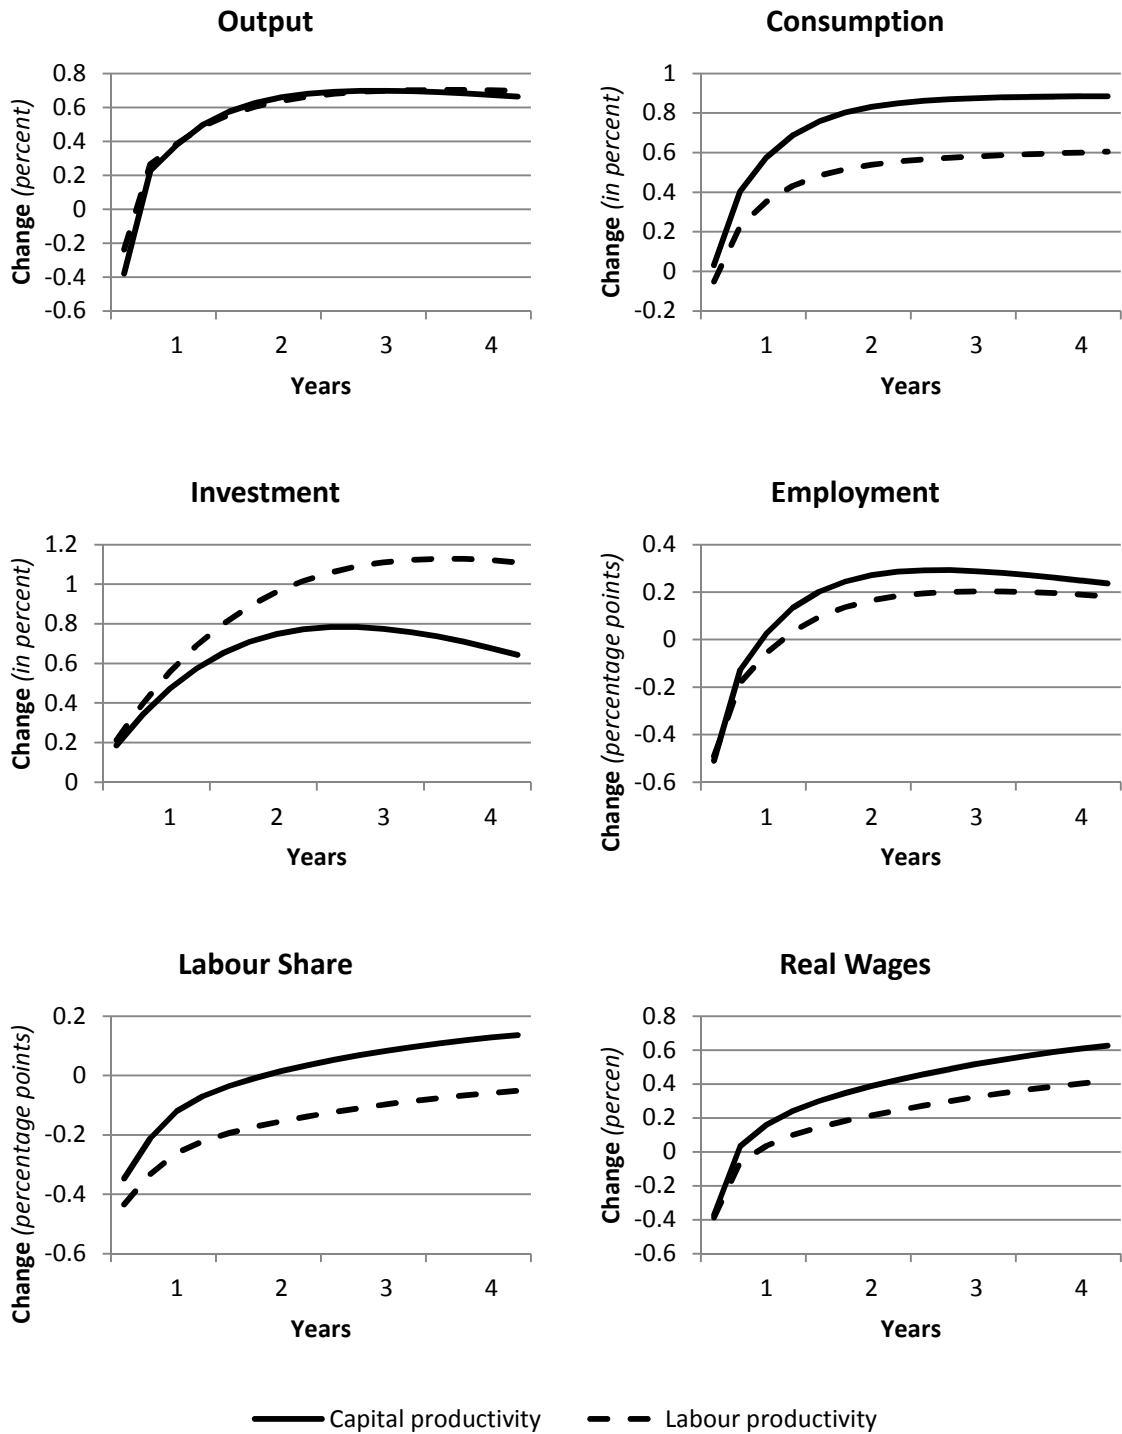 Output
Change (percent)
0.8
0.6
0.4
0.2
0
-0.2
-0.4
-0.6
1 2 3 4
Years
Consumption
Change (in percent)
1
0.8
0.6
0.4
0.2
0
-0.2
1 2 3 4
Years
Investment
Change (in percent)
1.2
1
0.8
0.6
0.4
0.2
0
1 2 3 4
Years
Employment
Change (percentage points)
0.4
0.2
0
-0.2
-0.4
-0.6
1 2 3 4
Years
Labour Share
Change (percentage points)
0.2
0
-0.2
-0.4
-0.6
1 2 3 4
Years
Real Wages
Change (percen)
0.8
0.6
0.4
0.2
0
-0.2
-0.4
-0.6
1 2 3 4
Years
Capital productivity Labour productivity